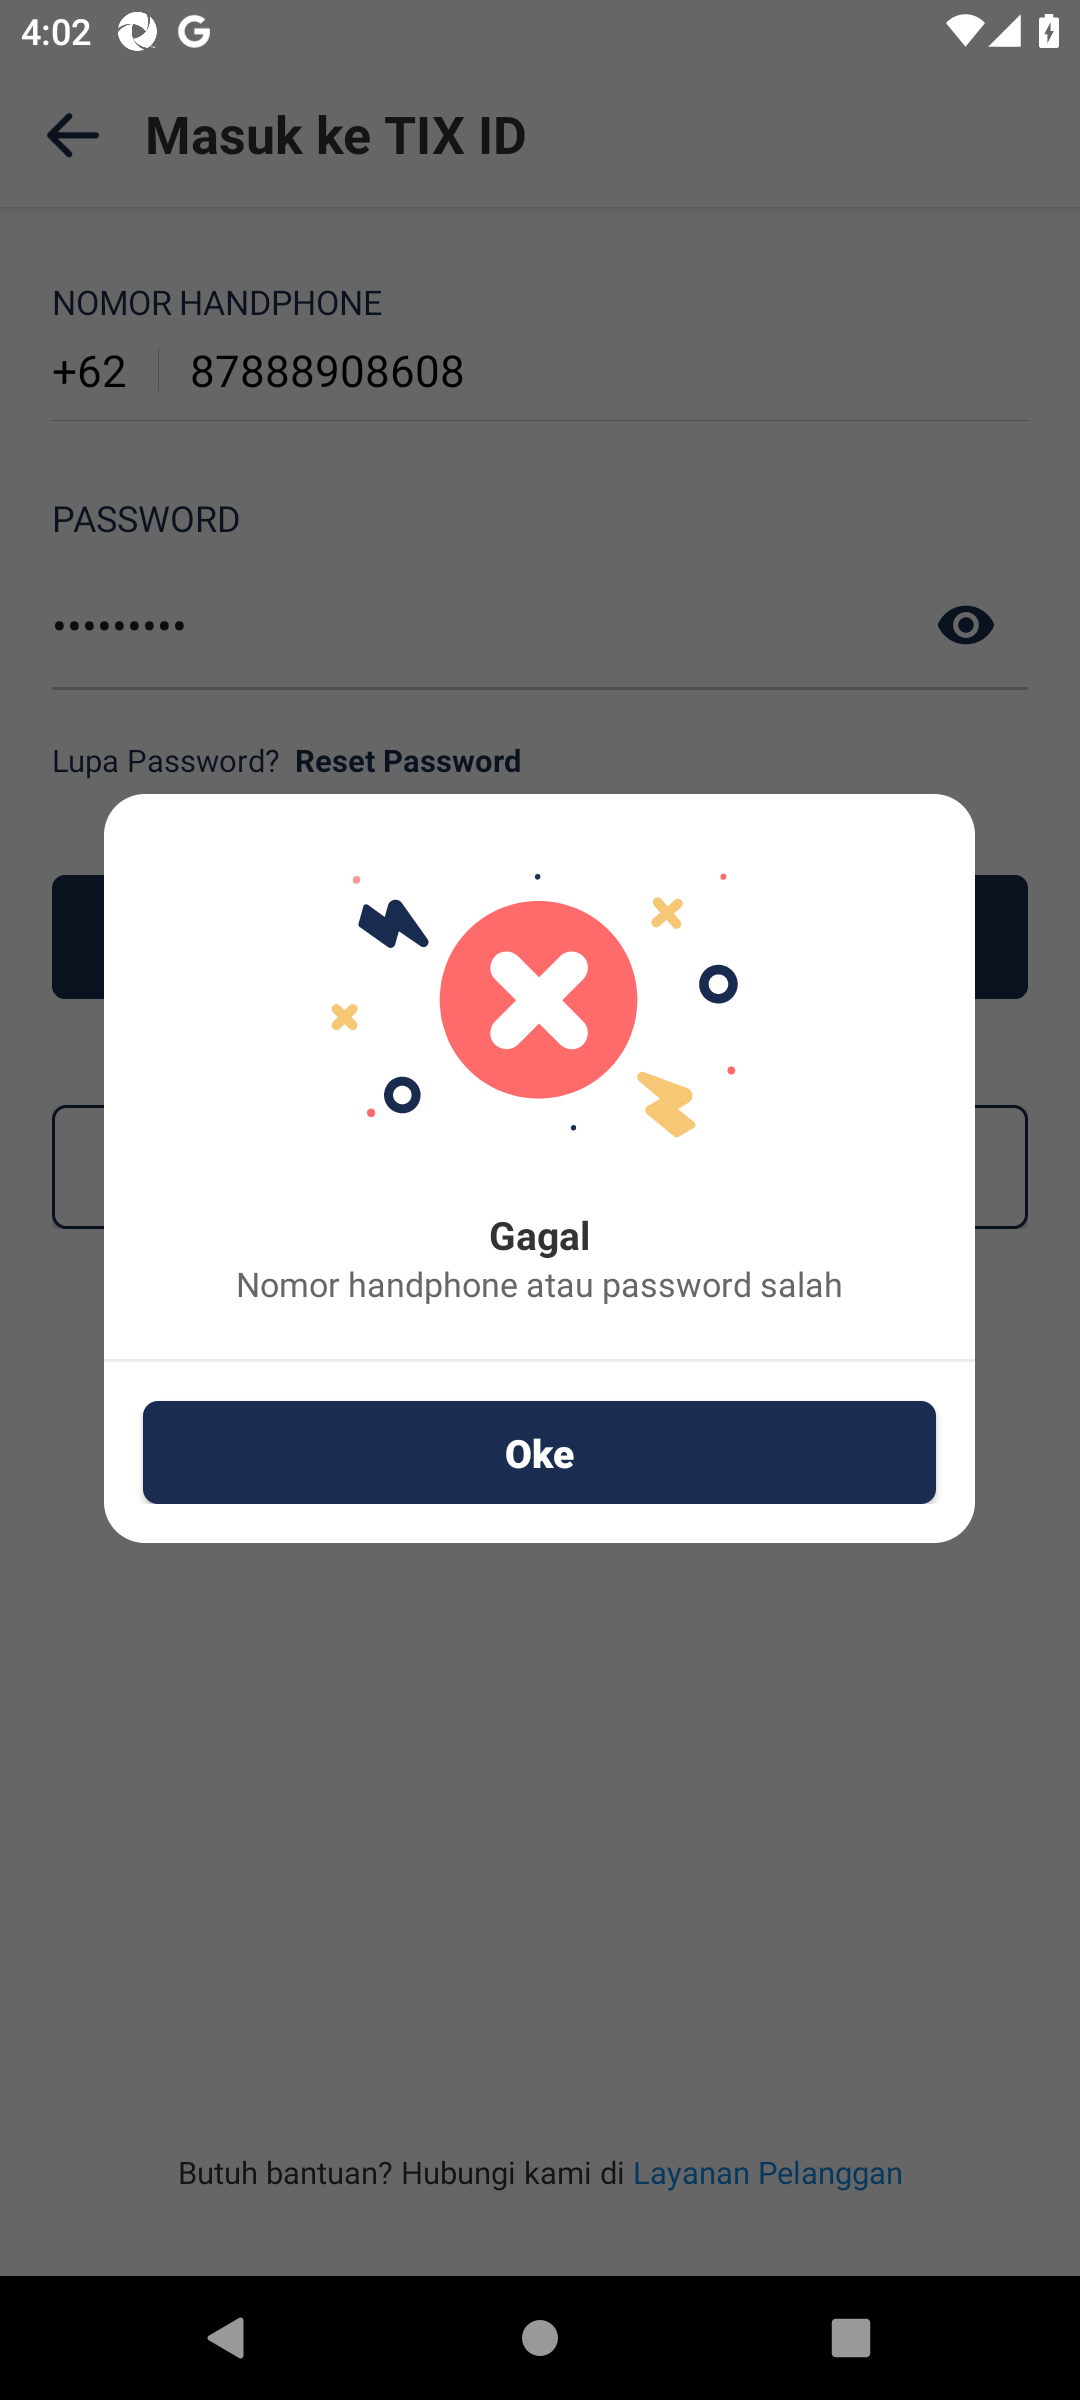 4:02
Masuk ke TIX ID
NOMOR HANDPHONE
+62 87888908608
PASSWORD
•••••••••
Lupa Password? Reset Password
Gagal
Nomor handphone atau password salah
Oke
Butuh bantuan? Hubungi kami di Layanan Pelanggan